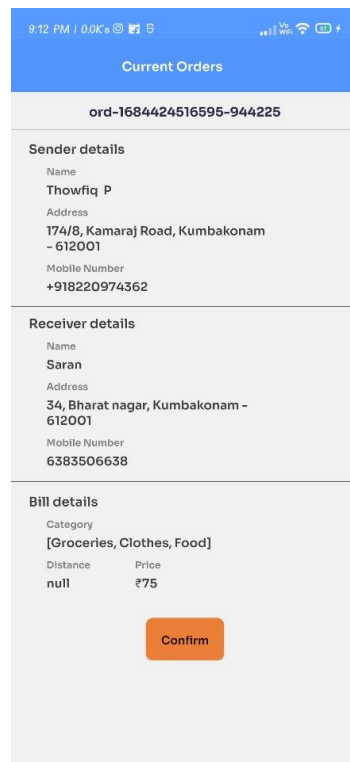 9:12 PM | 0.0K's
Vo
WiFi
Current Orders
ord-1684424516595-944225
Sender details
Name
Thowfiq P
Address
174/8, Kamaraj Road, Kumbakonam
- 612001
Mobile Number
+918220974362
Receiver details
Name
Saran
Address
34, Bharat nagar, Kumbakonam -
612001
Mobile Number
6383506638
Bill details
Category
[Groceries, Clothes, Food]
Distance Price
null ₹75
Confirm